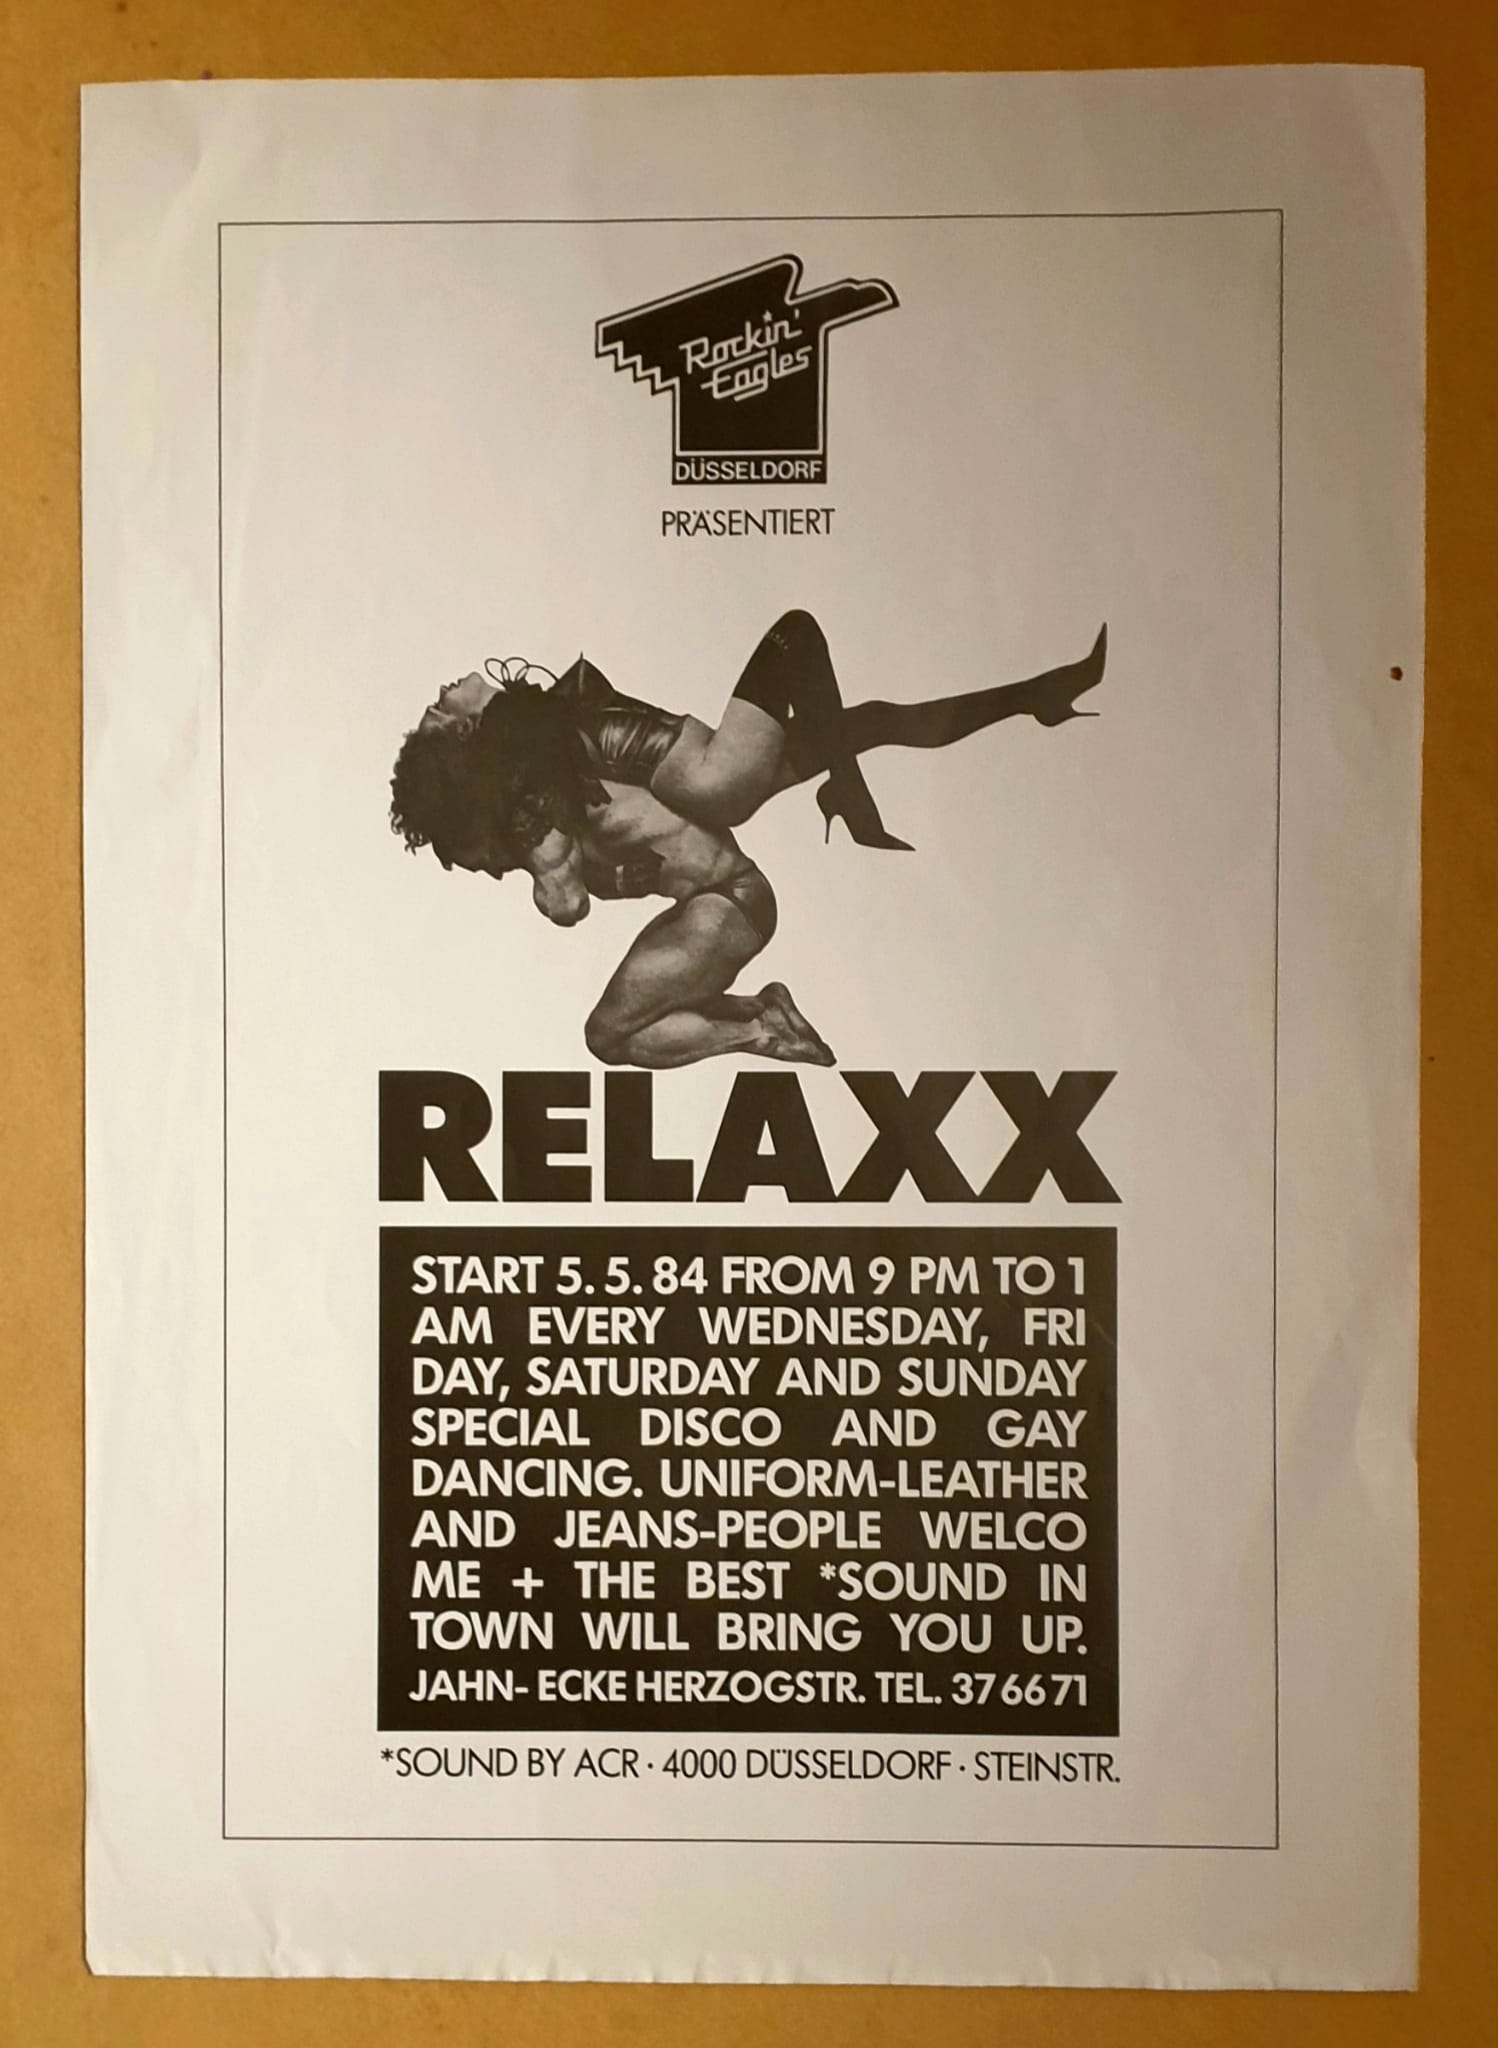 Rockin'
Eagles
DÜSSELDORF
PRÄSENTIERT
RELAXX
START 5. 5. 84 FROM 9 PM TO 1
AM EVERY WEDNESDAY, FRI
DAY, SATURDAY AND SUNDAY
SPECIAL DISCO AND GAY
DANCING. UNIFORM-LEATHER
AND JEANS-PEOPLE WELCO
ME + THE BEST *SOUND IN
TOWN WILL BRING YOU UP.
JAHN- ECKE HERZOGSTR. TEL. 37 66 71
*SOUND BY ACR · 4000 DÜSSELDORF · STEINSTR.